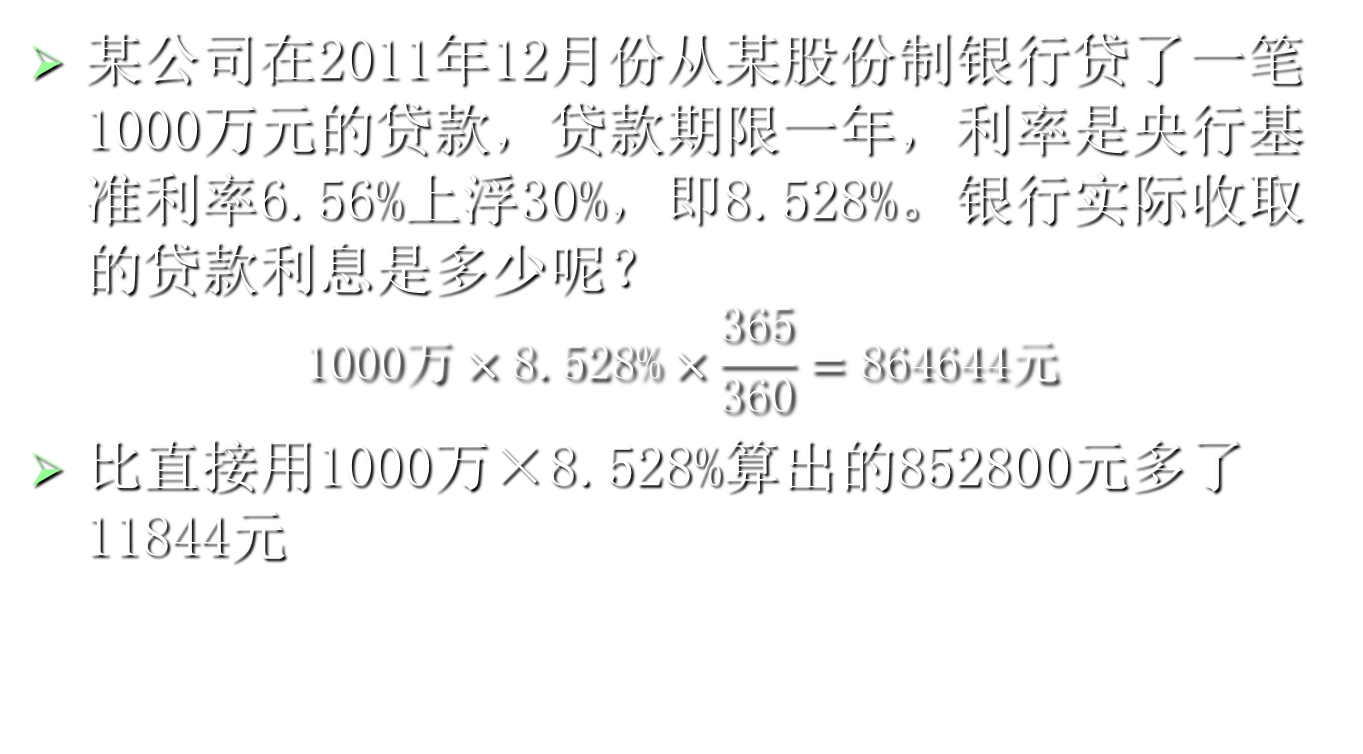 某公司在2011年12月份从某股份制银行贷了一笔
1000万元的贷款，贷款期限一年，利率是央行基
准利率6.56%上浮30%，即8.528%。银行实际收取
的贷款利息是多少呢？
1000万 × 8.528% × 365/360 = 864644元
比直接用1000万×8.528%算出的852800元多了
11844元